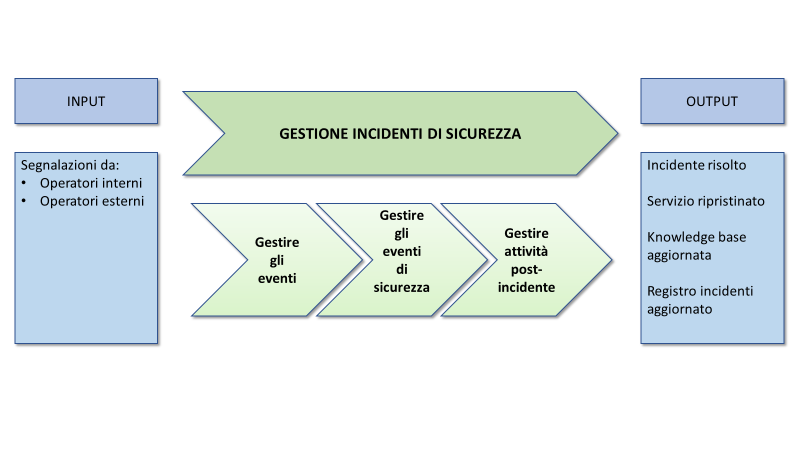 INPUT
Segnalazioni da:
• Operatori interni
• Operatori esterni
GESTIONE INCIDENTI DI SICUREZZA
Gestire
gli
eventi
Gestire
gli
eventi
di
sicurezza
Gestire
attività
post-
incidente
OUTPUT
Incidente risolto
Servizio ripristinato
Knowledge base
aggiornata
Registro incidenti
aggiornato